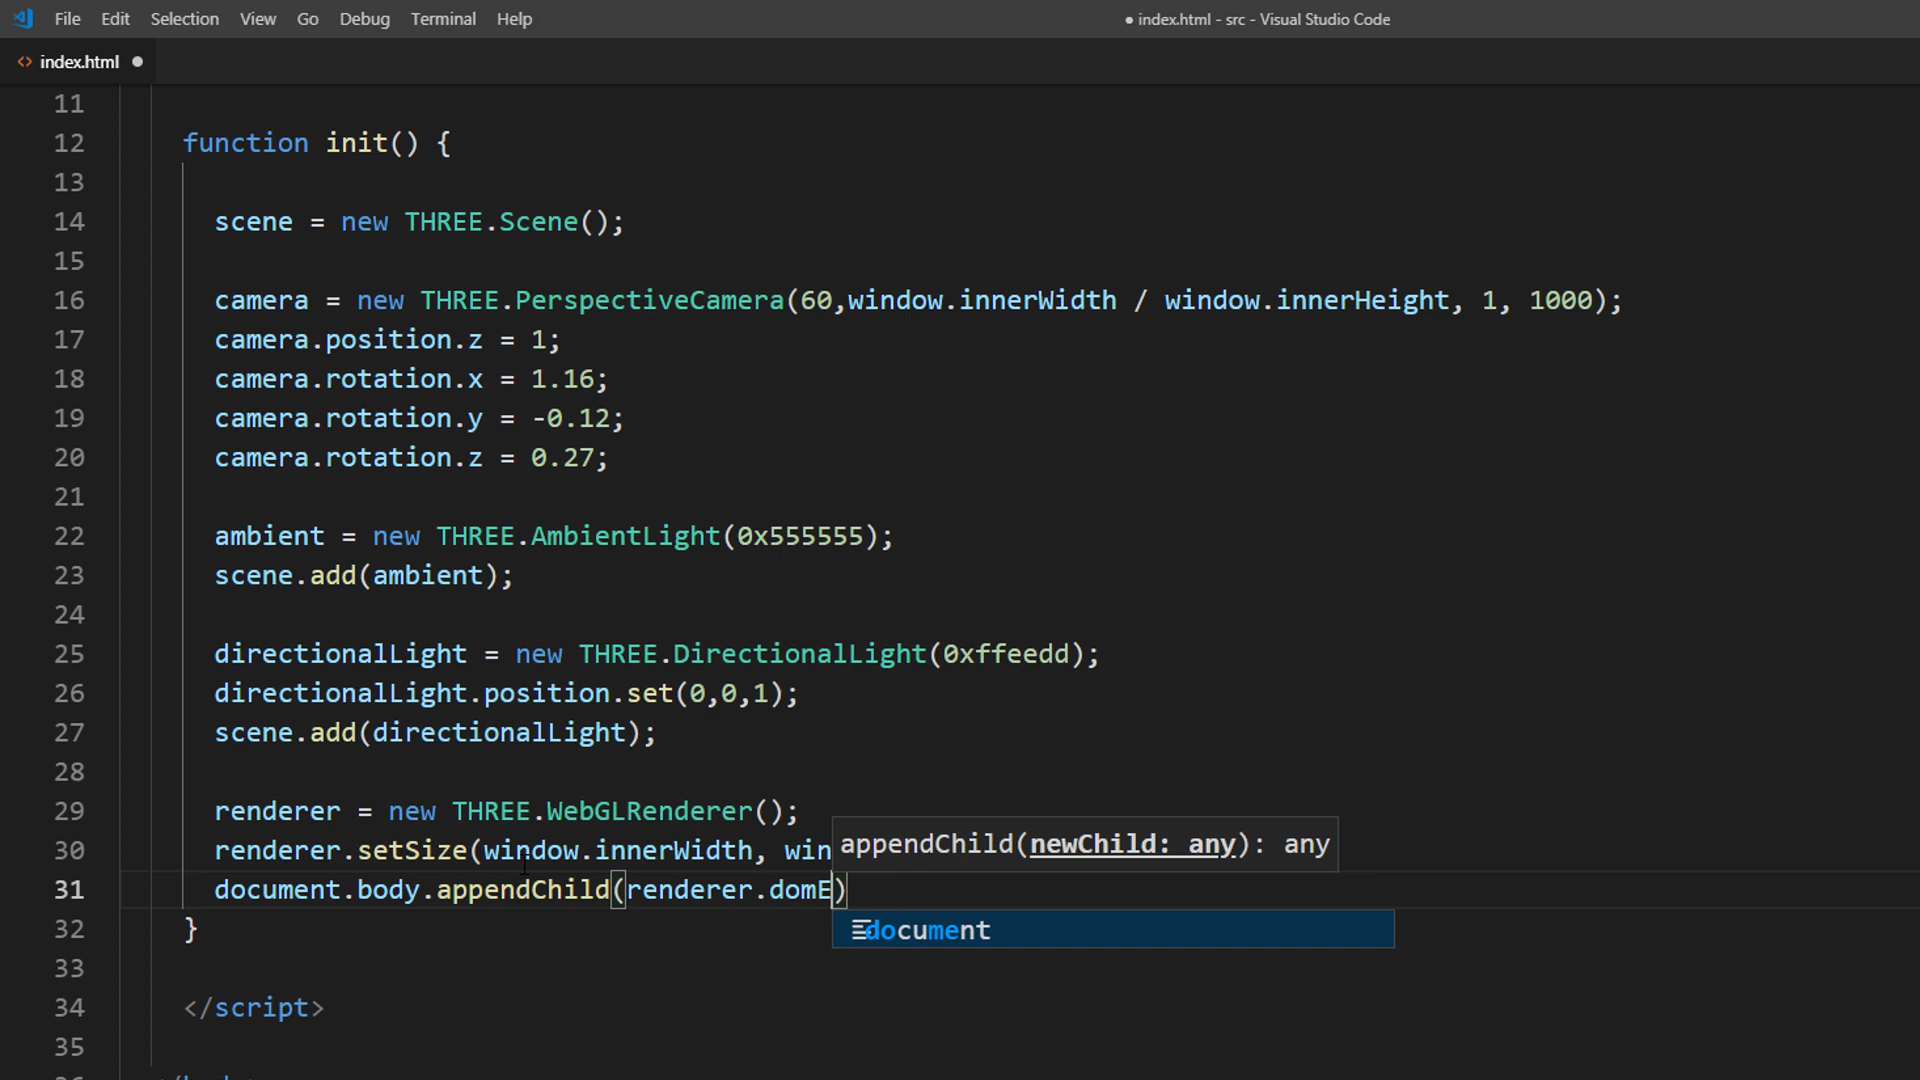 File Edit Selection View Go Debug Terminal Help
● index.html - src - Visual Studio Code
<> index.html ●
11
12 function init() {
13
14 scene = new THREE.Scene();
15
16 camera = new THREE.PerspectiveCamera(60,window.innerWidth / window.innerHeight, 1, 1000);
17 camera.position.z = 1;
18 camera.rotation.x = 1.16;
19 camera.rotation.y = -0.12;
20 camera.rotation.z = 0.27;
21
22 ambient = new THREE.AmbientLight(0x555555);
23 scene.add(ambient);
24
25 directionalLight = new THREE.DirectionalLight(0xffeedd);
26 directionalLight.position.set(0,0,1);
27 scene.add(directionalLight);
28
29 renderer = new THREE.WebGLRenderer();
30 renderer.setSize(window.innerWidth, win
appendChild(newChild: any): any
31 document.body.appendChild(renderer.domE)
document
32 }
33
34 </script>
35